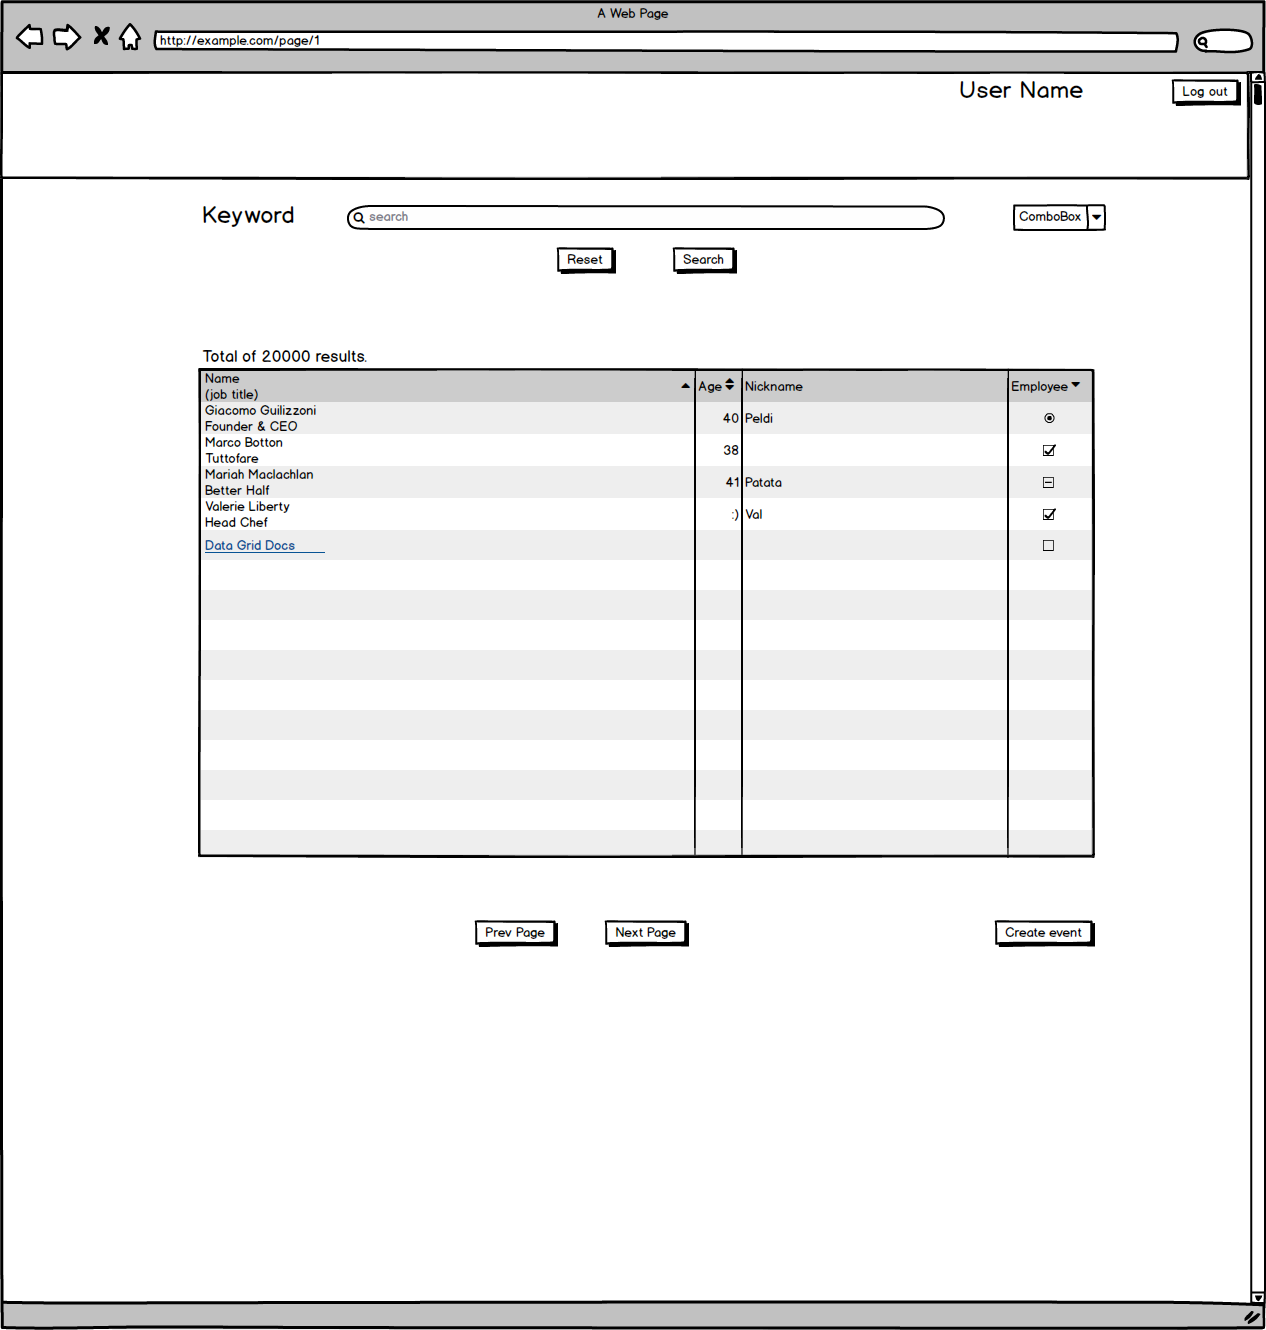 A Web Page
http://example.com/page/1
User Name
Log out
Keyword
search
ComboBox
Reset
Search
Total of 20000 results.
Name
(job title)
Age
Nickname
Employee
Giacomo Guilizzoni
Founder & CEO
40
Peldi
Marco Botton
Tuttofare
38
Mariah Maclachlan
Better Half
41
Patata
Valerie Liberty
Head Chef
:)
Val
Data Grid Docs
Prev Page
Next Page
Create event